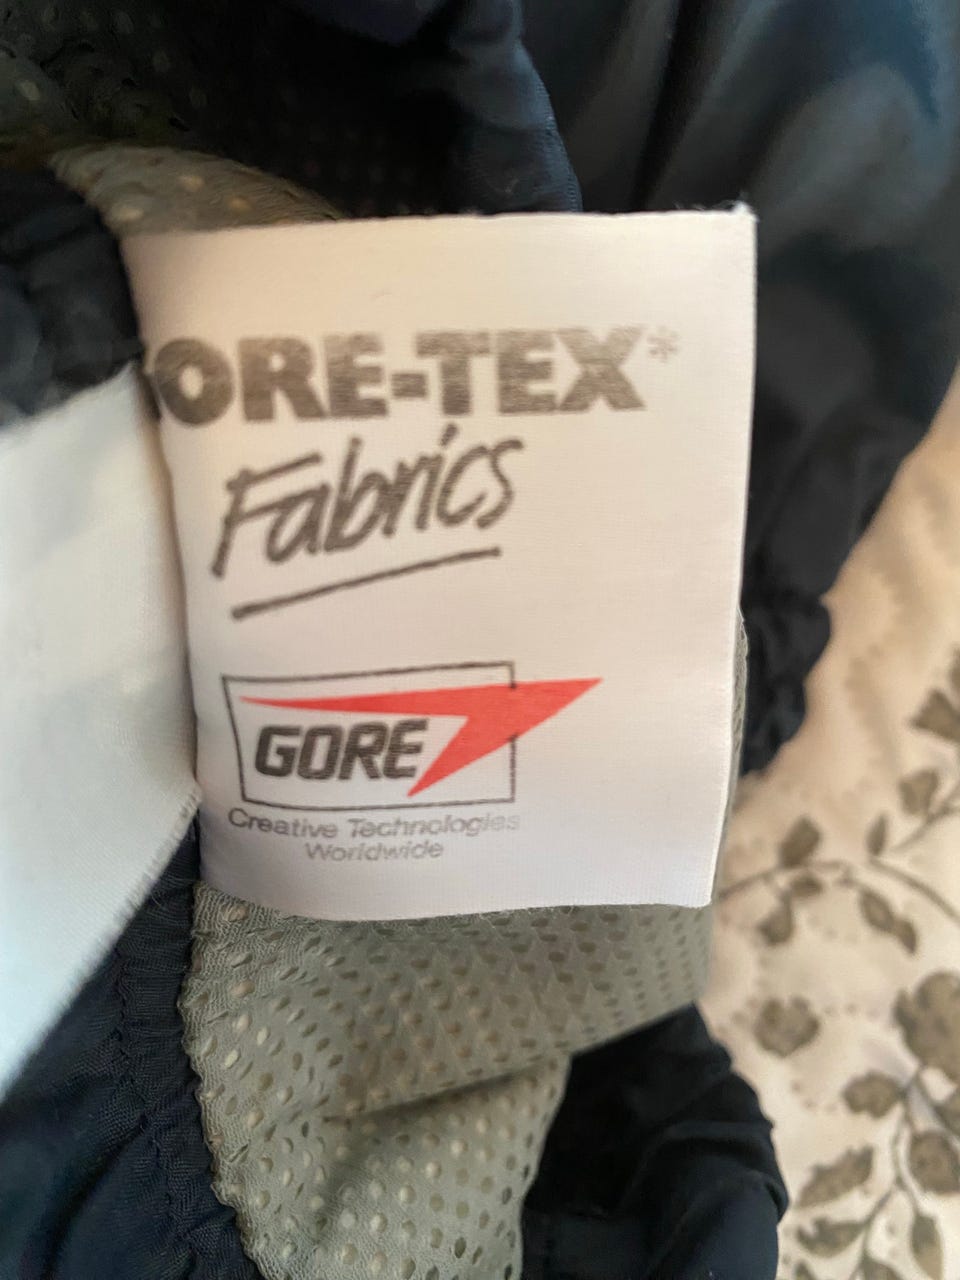 ORE-TEX*
Fabrics
GORE
Creative Technologies
Worldwide